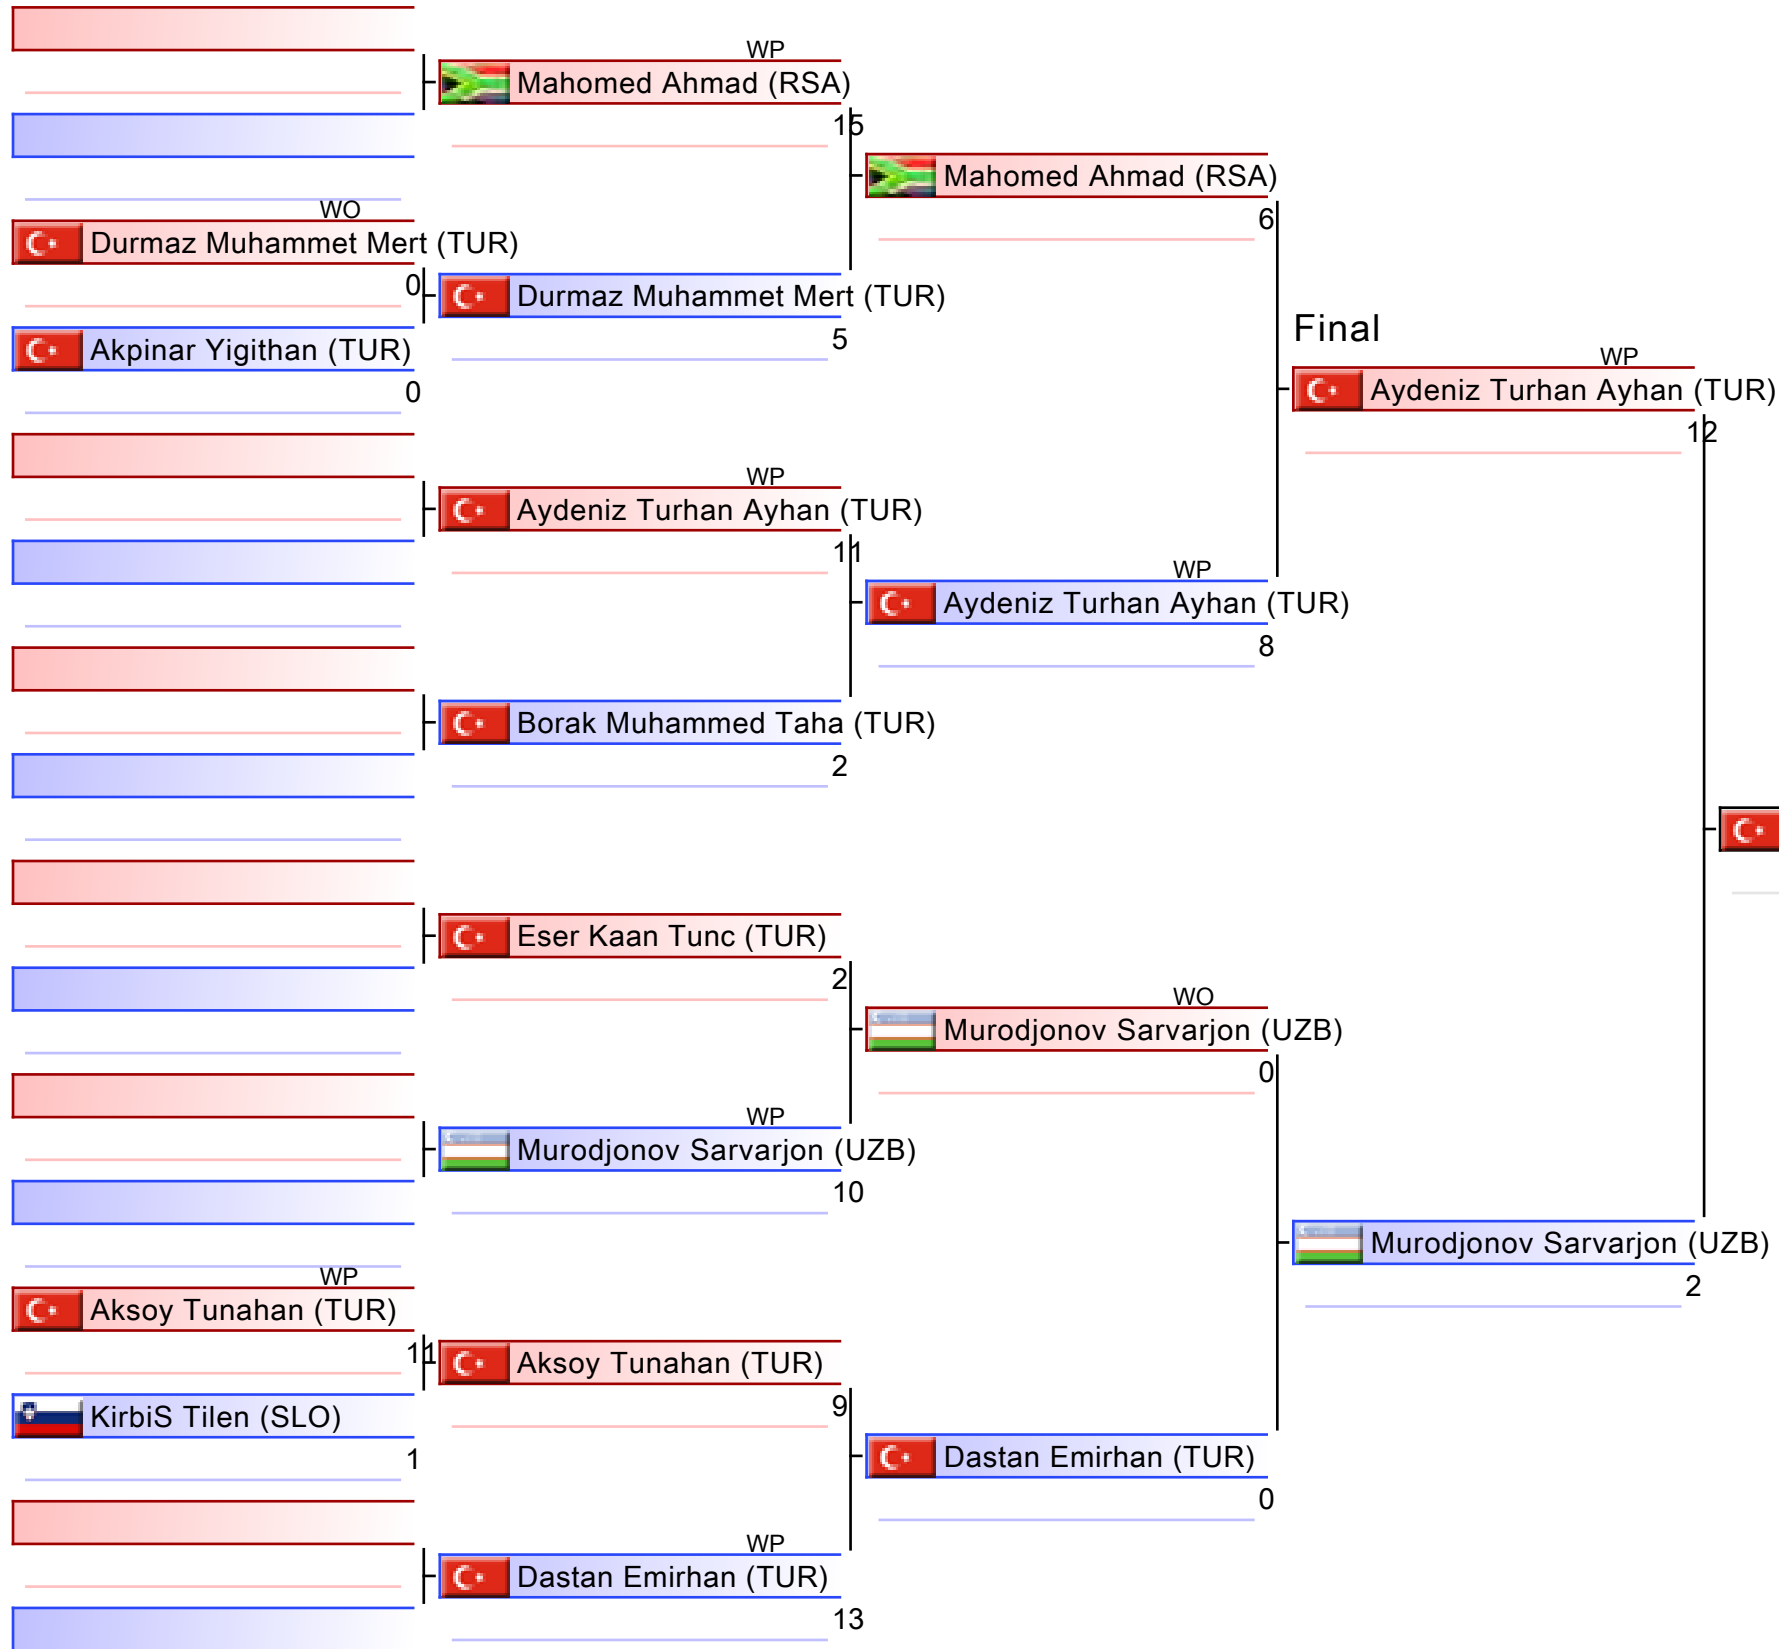 WP
Mahomed Ahmad (RSA)
15
Mahomed Ahmad (RSA)
6
WO
Durmaz Muhammet Mert (TUR)
0
Durmaz Muhammet Mert (TUR)
5
Akpinar Yigithan (TUR)
0
Final
WP
Aydeniz Turhan Ayhan (TUR)
12
WP
Aydeniz Turhan Ayhan (TUR)
11
WP
Aydeniz Turhan Ayhan (TUR)
8
Borak Muhammed Taha (TUR)
2
Eser Kaan Tunc (TUR)
2
WO
Murodjonov Sarvarjon (UZB)
0
WP
Murodjonov Sarvarjon (UZB)
10
Murodjonov Sarvarjon (UZB)
2
WP
Aksoy Tunahan (TUR)
11
Aksoy Tunahan (TUR)
9
KirbiS Tilen (SLO)
1
Dastan Emirhan (TUR)
0
WP
Dastan Emirhan (TUR)
13